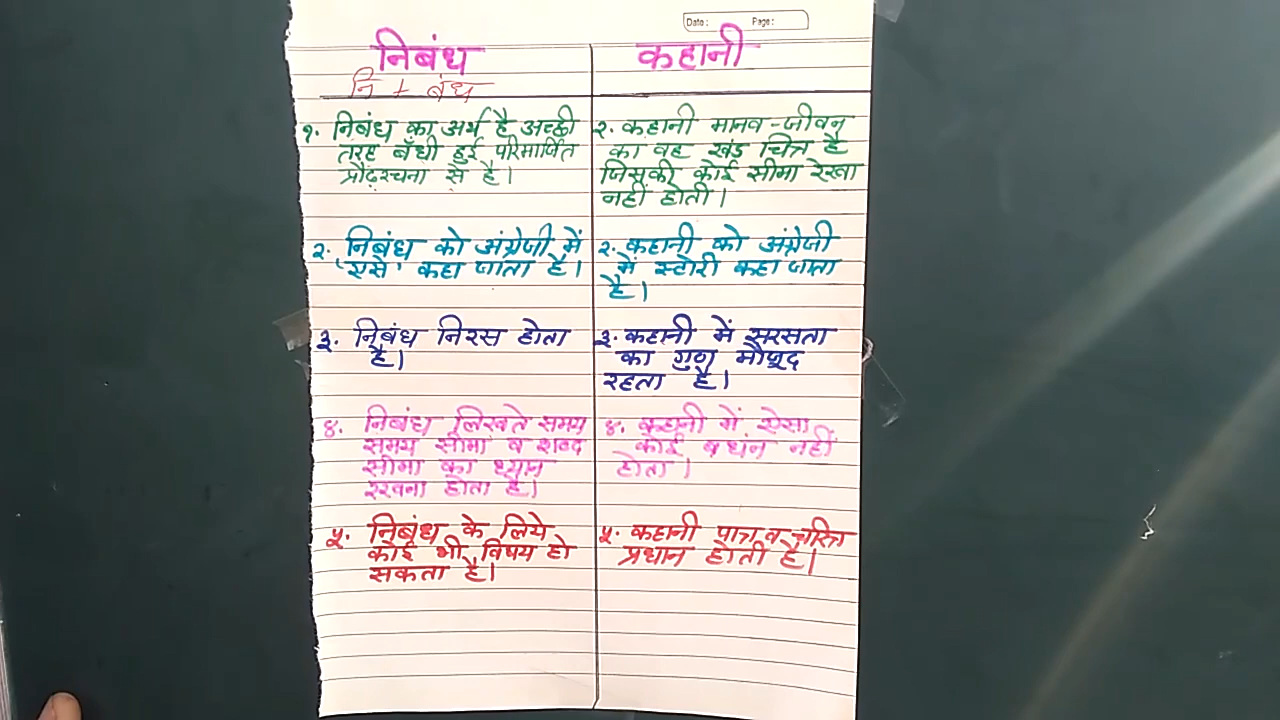 Date: Page:
निबंध
नि + बंध
१. निबंध का अर्थ है अच्छी
तरह बँधी हुई परिमार्जित
प्रौढ़रचना से है।
२. निबंध को अंग्रेजी में
'एसे' कहा जाता है।
३. निबंध निरस होता
है।
४. निबंध लिखते समय
समय सीमा व शब्द
सीमा का ध्यान
रखना होता है।
५. निबंध के लिये
कोई भी विषय हो
सकता है।
कहानी
१. कहानी मानव-जीवन
का वह खंड चित्र है
जिसकी कोई सीमा रेखा
नहीं होती।
२. कहानी को अंग्रेजी
में स्टोरी कहा जाता
है।
३. कहानी में सरसता
का गुण मौजूद
रहता है।
४. कहानी में ऐसा
कोई बधंन नहीं
होता।
५. कहानी पात्र व चरित्र
प्रधान होती है।